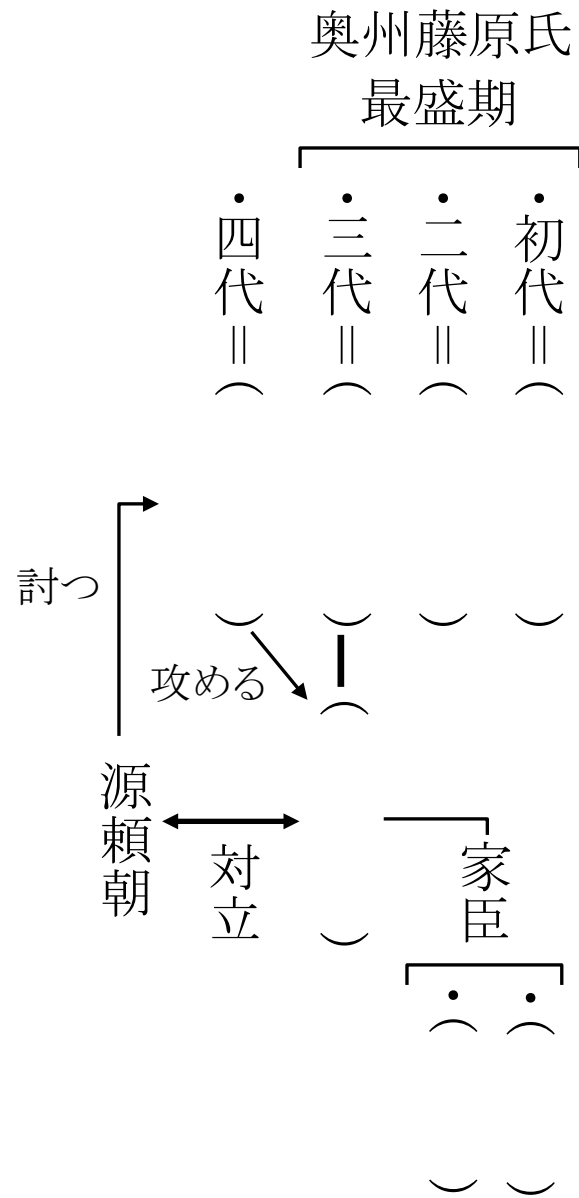 奥州藤原氏
最盛期
・初代＝（　　　）
・二代＝（　　　）
・三代＝（　　　）
・四代＝（　　　）
討つ
攻める
（　　　）
源頼朝
対立
家臣
・（　　　）
・（　　　）